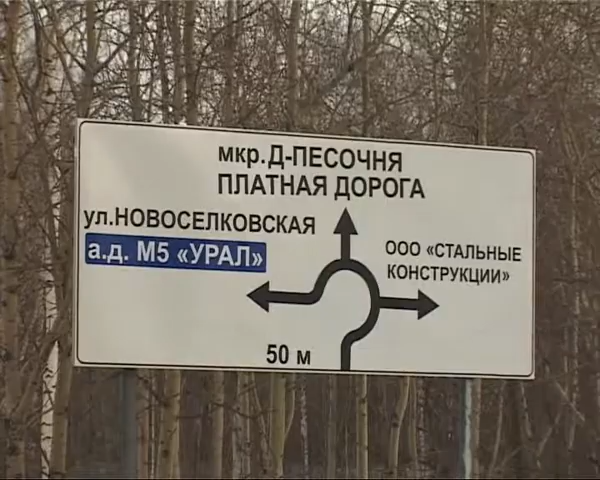 мкр.Д-ПЕСОЧНЯ
ПЛАТНАЯ ДОРОГА
ул.НОВОСЕЛКОВСКАЯ
а.д. М5 «УРАЛ»
ООО «СТАЛЬНЫЕ
КОНСТРУКЦИИ»
50 м